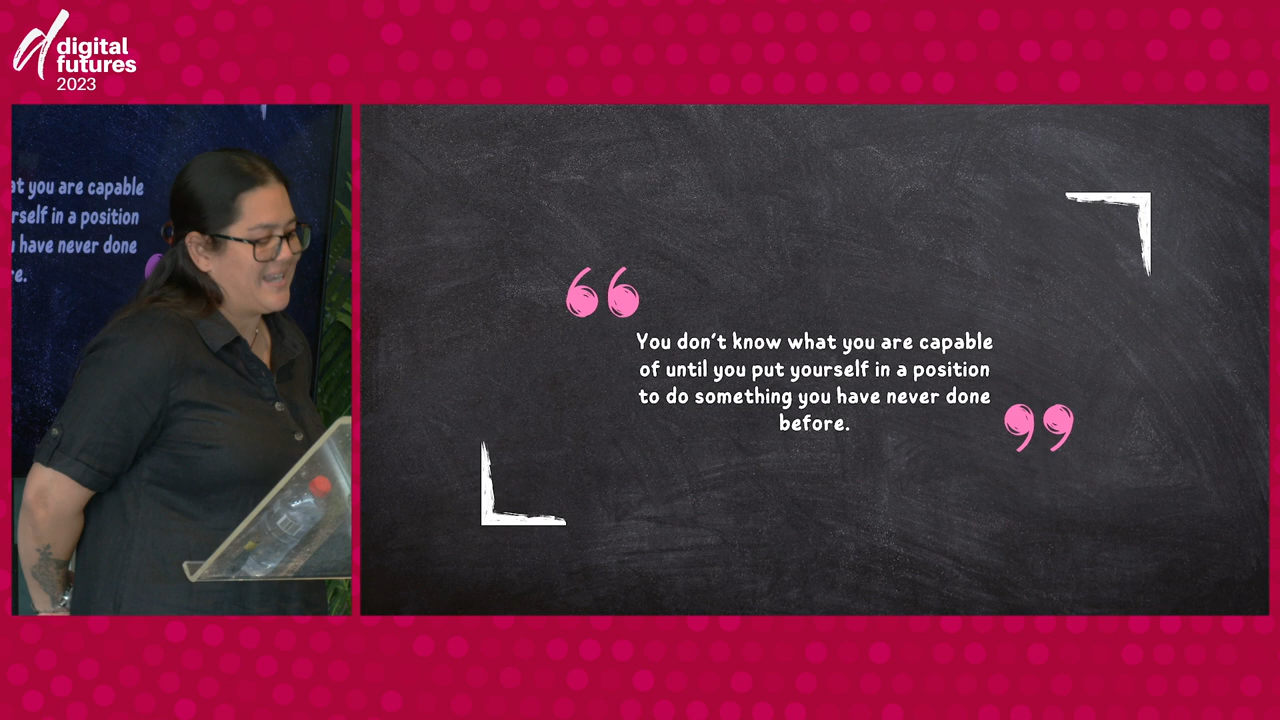 digital
futures
2023
at you are capable
rself in a position
u have never done
re.
You don't know what you are capable
of until you put yourself in a position
to do something you have never done
before.